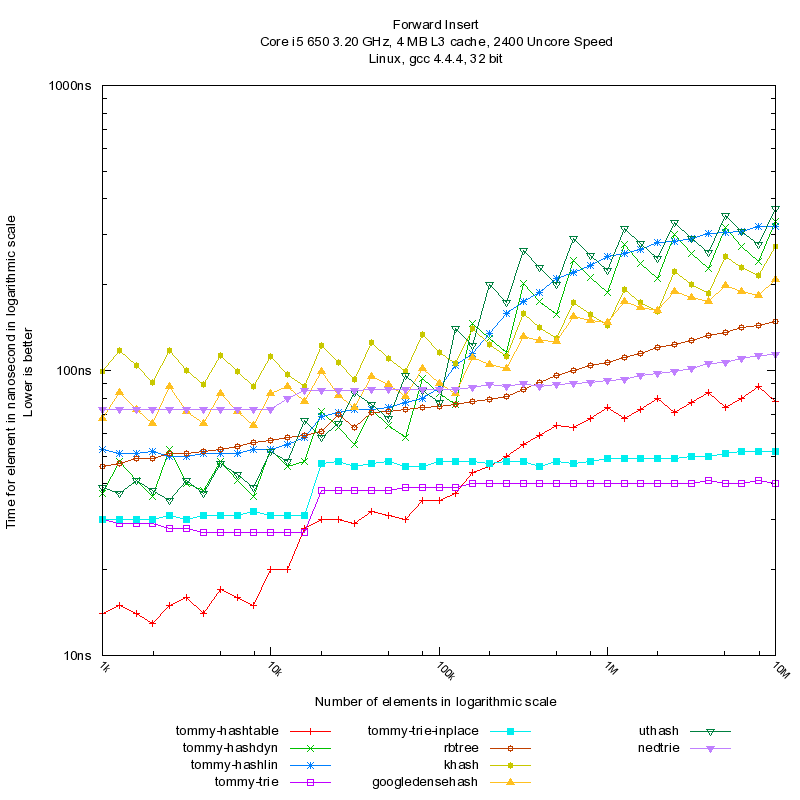 Forward Insert
Core i5 650 3.20 GHz, 4 MB L3 cache, 2400 Uncore Speed
Linux, gcc 4.4.4, 32 bit
1000ns
100ns
10ns
Time for element in nanosecond in logarithmic scale
Lower is better
1k
10k
100k
1M
10M
Number of elements in logarithmic scale
tommy-hashtable
tommy-hashdyn
tommy-hashlin
tommy-trie
tommy-trie-inplace
rbtree
khash
googledensehash
uthash
nedtrie